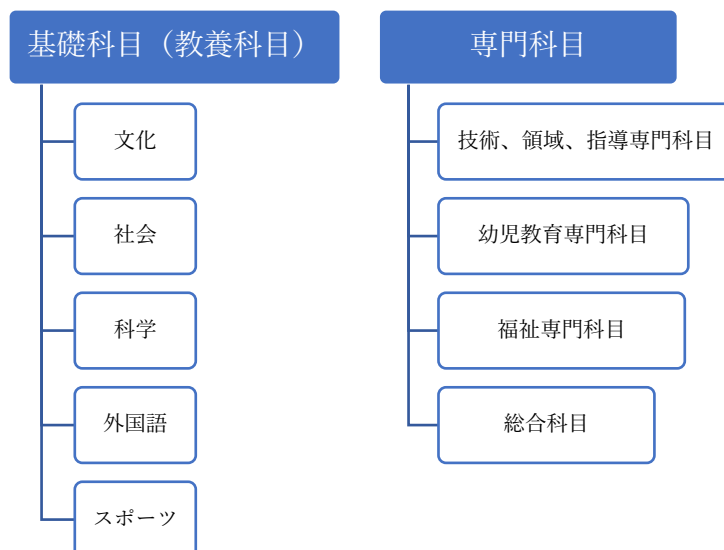 基礎科目（教養科目）
文化
社会
科学
外国語
スポーツ
専門科目
技術、領域、指導専門科目
幼児教育専門科目
福祉専門科目
総合科目